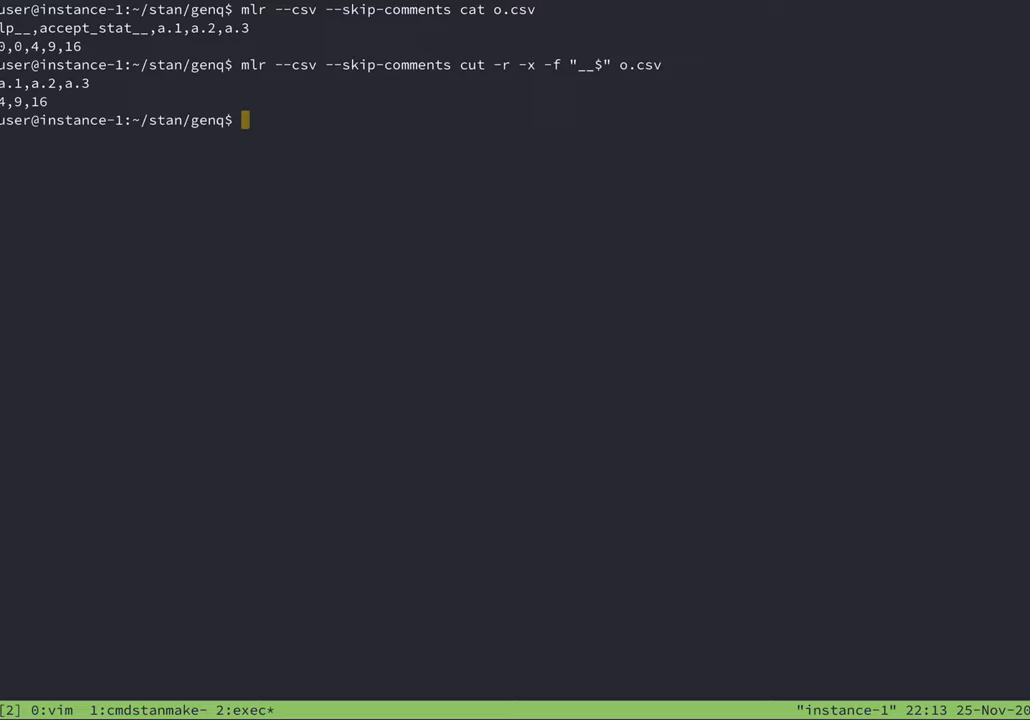 user@instance-1:~/stan/genq$ mlr --csv --skip-comments cat o.csv
lp__,accept_stat__,a.1,a.2,a.3
0,0,4,9,16
user@instance-1:~/stan/genq$ mlr --csv --skip-comments cut -r -x -f "__$" o.csv
a.1,a.2,a.3
4,9,16
user@instance-1:~/stan/genq$
[2] 0:vim  1:cmdstanmake- 2:exec*    "instance-1" 22:13 25-Nov-20